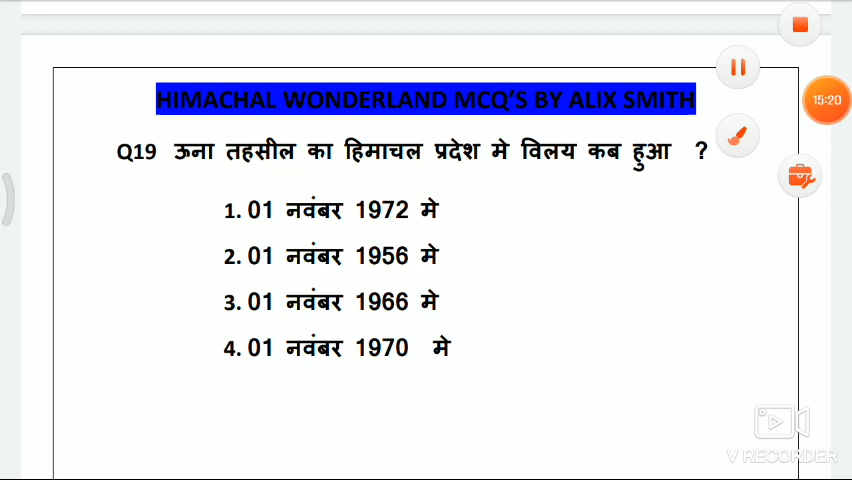 HIMACHAL WONDERLAND MCQ'S BY ALIX SMITH
15:20
Q19 ऊना तहसील का हिमाचल प्रदेश मे विलय कब हुआ ?
1. 01 नवंबर 1972 मे
2. 01 नवंबर 1956 मे
3. 01 नवंबर 1966 मे
4. 01 नवंबर 1970 मे
V RECORDER